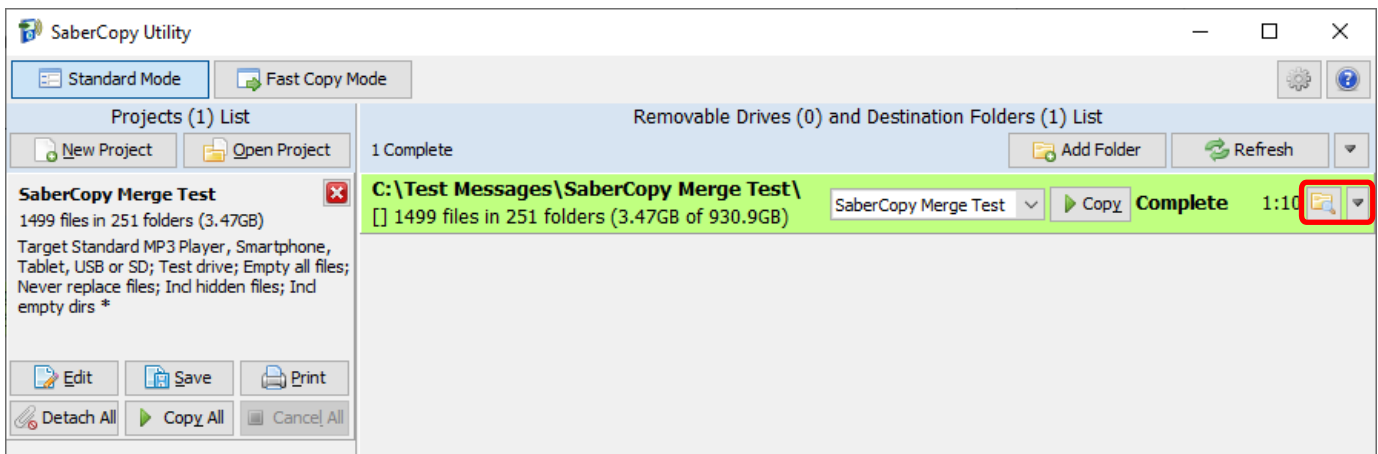 SaberCopy Utility
Standard Mode
Fast Copy Mode
Projects (1) List
Removable Drives (0) and Destination Folders (1) List
New Project
Open Project
1 Complete
Add Folder
Refresh
SaberCopy Merge Test
1499 files in 251 folders (3.47GB)
Target Standard MP3 Player, Smartphone,
Tablet, USB or SD; Test drive; Empty all files;
Never replace files; Incl hidden files; Incl
empty dirs *
C:\Test Messages\SaberCopy Merge Test\
[] 1499 files in 251 folders (3.47GB of 930.9GB)
SaberCopy Merge Test
Copy
Complete
1:10
Edit
Save
Print
Detach All
Copy All
Cancel All